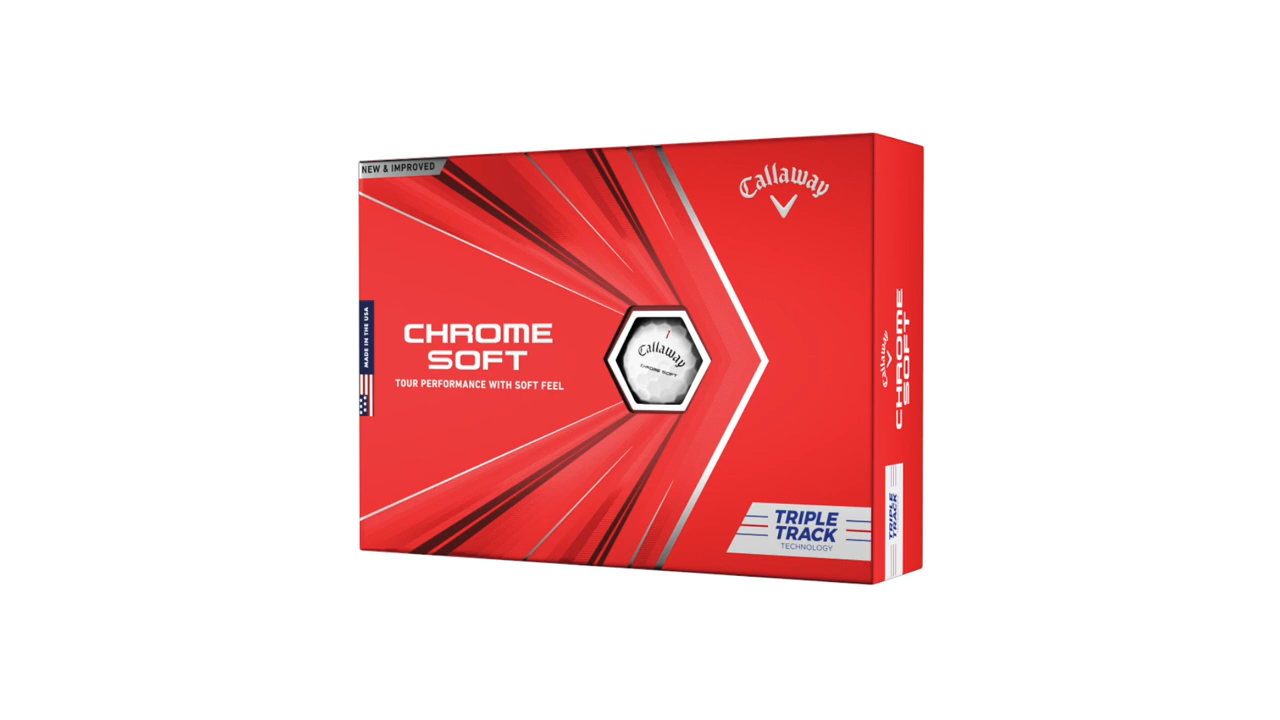 NEW & IMPROVED
Callaway
MADE IN THE USA
CHROME
SOFT
TOUR PERFORMANCE WITH SOFT FEEL
1
Callaway
CHROME SOFT
TRIPLE
TRACK
TECHNOLOGY
Callaway
CHROME
SOFT
TRIPLE
TRACK